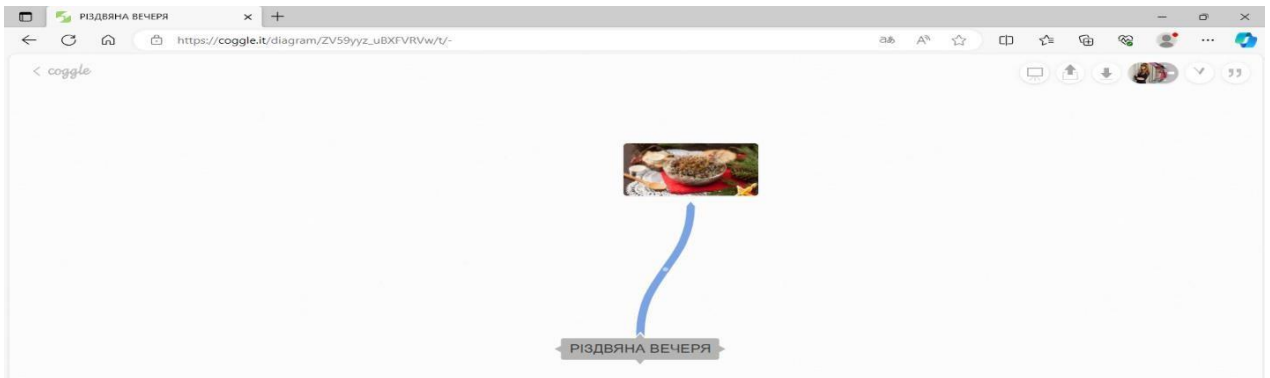 РІЗДВЯНА ВЕЧЕРЯ
https://coggle.it/diagram/ZV59yyz_uBXFVRVw/t/-
coggle
РІЗДВЯНА ВЕЧЕРЯ